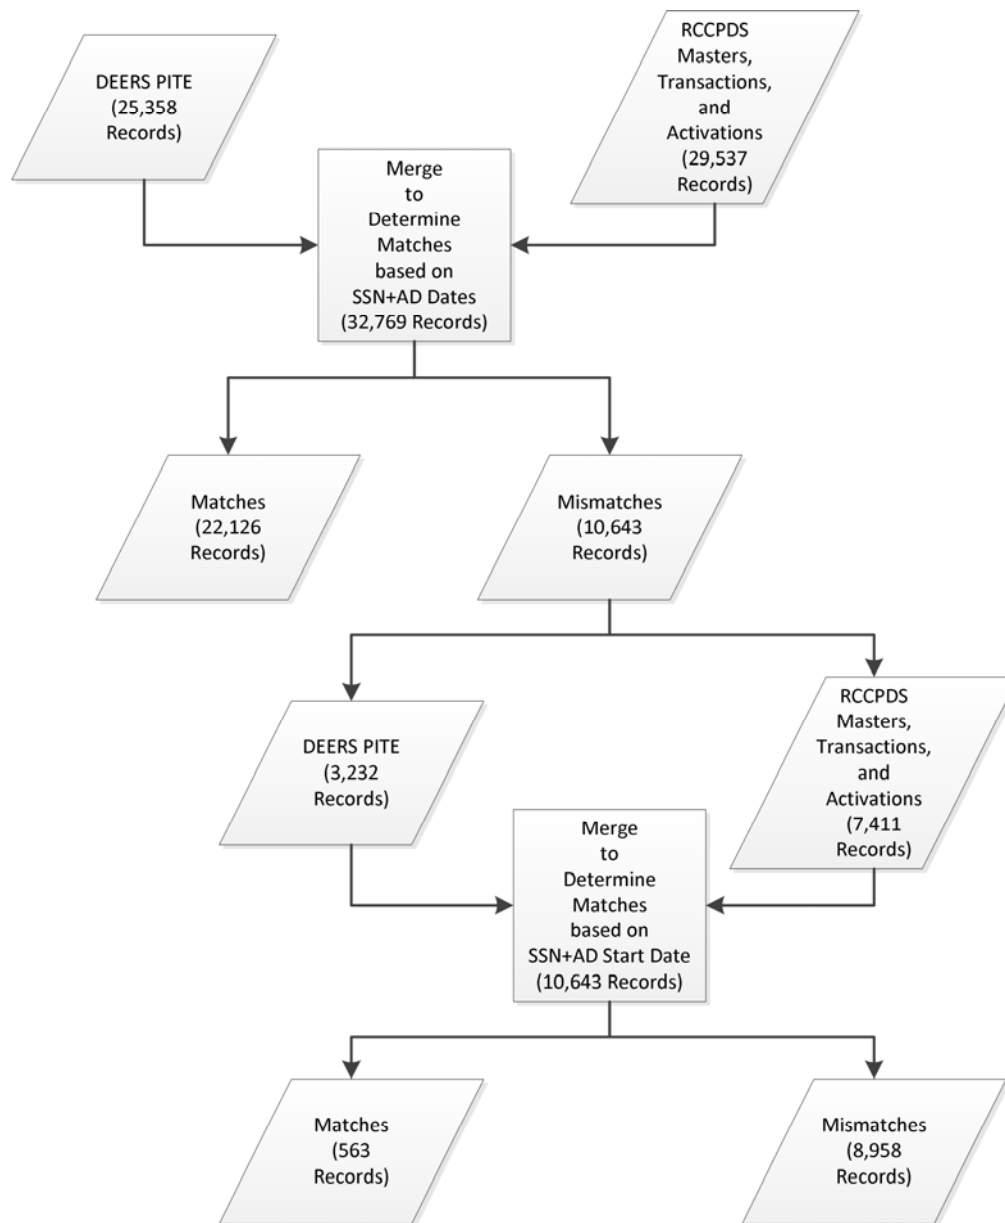 DEERS PITE
(25,358
Records)
RCCPDS
Masters,
Transactions,
and
Activations
(29,537
Records)
Merge
to
Determine
Matches
based on
SSN+AD Dates
(32,769 Records)
Matches
(22,126
Records)
Mismatches
(10,643
Records)
DEERS PITE
(3,232
Records)
RCCPDS
Masters,
Transactions,
and
Activations
(7,411
Records)
Merge
to
Determine
Matches
based on
SSN+AD Start Date
(10,643 Records)
Matches
(563
Records)
Mismatches
(8,958
Records)